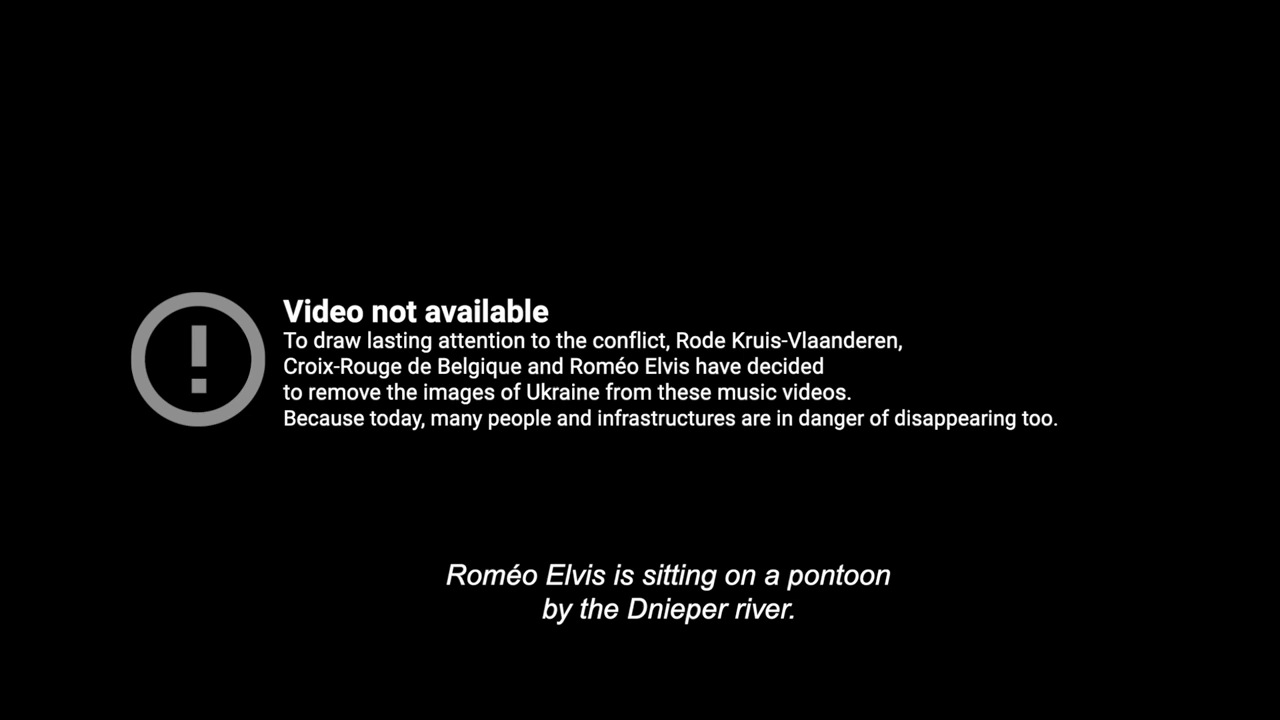 Video not available
To draw lasting attention to the conflict, Rode Kruis-Vlaanderen,
Croix-Rouge de Belgique and Roméo Elvis have decided
to remove the images of Ukraine from these music videos.
Because today, many people and infrastructures are in danger of disappearing too.
Roméo Elvis is sitting on a pontoon
by the Dnieper river.